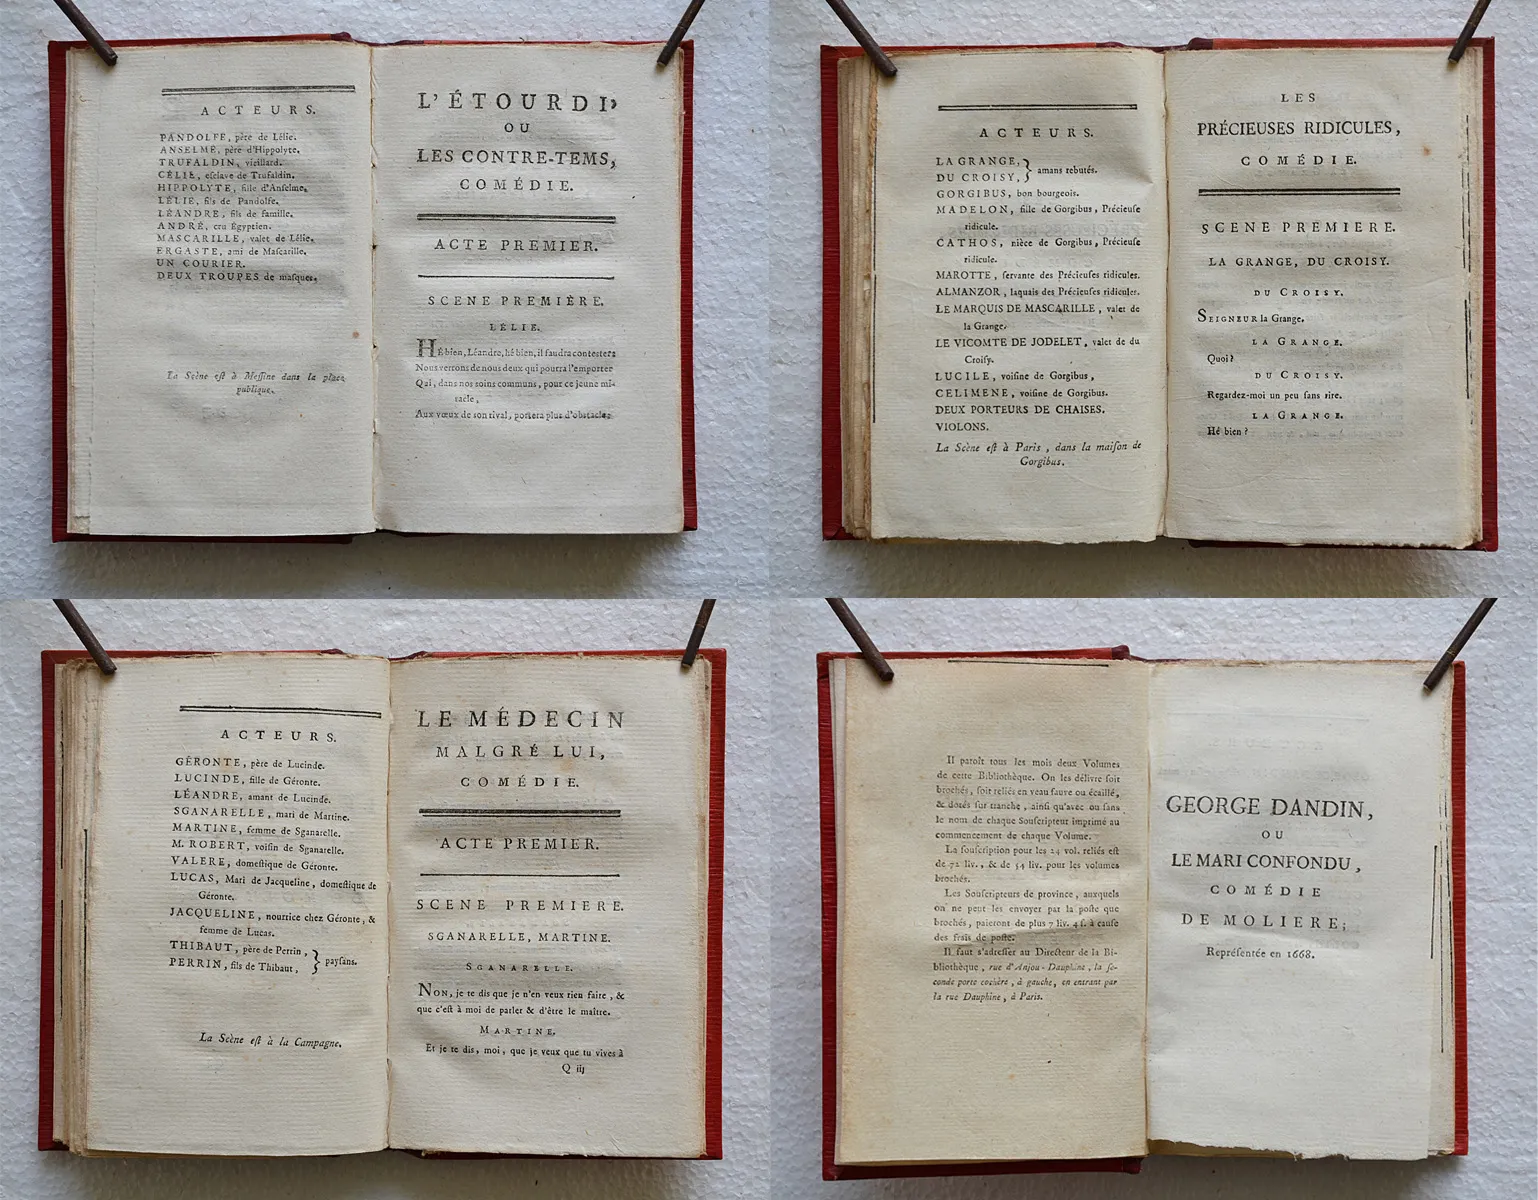 ACTEURS.
PANDOLFE, père de Lélie.
ANSELME, père d'Hippolyte.
TRUFALDIN, vieillard.
CÉLIE, esclave de Trufaldin.
HIPPOLYTE, fille d'Anselme.
LÉLIE, fils de Pandolfe.
LÉANDRE, fils de famille.
ANDRÉ, cru Égyptien.
MASCARILLE, valet de Lélie.
ERGASTE, ami de Mascarille.
UN COURIER.
DEUX TROUPES de masques.
La Scène est à Messine dans la place
publique.
L'ÉTOURDI,
OU
LES CONTRE-TEMS,
COMÉDIE.
ACTE PREMIER.
SCENE PREMIÈRE.
LÉLIE.
Hé bien, Léandre, hé bien, il faudra contester;
Nous verrons de nous deux qui pourra l'emporter
Qui, dans nos soins communs, pour ce jeune mi-
racle,
Aux vœux de son rival, portera plus d'obstacle:
ACTEURS.
LA GRANGE, } amans rebutés.
DU CROISY,
GORGIBUS, bon bourgeois.
MADELON, fille de Gorgibus, Précieuse
ridicule.
CATHOS, nièce de Gorgibus, Précieuse
ridicule.
MAROTTE, servante des Précieuses ridicules.
ALMANZOR, laquais des Précieuses ridicules.
LE MARQUIS DE MASCARILLE, valet de
la Grange.
LE VICOMTE DE JODELET, valet de du
Croisy.
LUCILE, voisine de Gorgibus,
CELIMENE, voisine de Gorgibus.
DEUX PORTEURS DE CHAISES.
VIOLONS.
La Scène est à Paris, dans la maison de
Gorgibus.
LES
PRÉCIEUSES RIDICULES,
COMÉDIE.
SCENE PREMIERE.
LA GRANGE, DU CROISY.
DU CROISY.
SEIGNEUR la Grange.
LA GRANGE.
Quoi?
DU CROISY.
Regardez-moi un peu sans rire.
LA GRANGE.
Hé bien?
ACTEURS.
GÉRONTE, père de Lucinde.
LUCINDE, fille de Géronte.
LÉANDRE, amant de Lucinde.
SGANARELLE, mari de Martine.
MARTINE, femme de Sganarelle.
M. ROBERT, voisin de Sganarelle.
VALERE, domestique de Géronte.
LUCAS, Mari de Jacqueline, domestique de
Géronte.
JACQUELINE, nourrice chez Géronte, &
femme de Lucas.
THIBAUT, père de Perrin, } paysans.
PERRIN, fils de Thibaut,
La Scène est à la Campagne.
LE MÉDECIN
MALGRÉ LUI,
COMÉDIE.
ACTE PREMIER.
SCENE PREMIERE.
SGANARELLE, MARTINE.
SGANARELLE.
NON, je te dis que je n'en veux rien faire, &
que c'est à moi de parler & d'être le maître.
MARTINE.
Et je te dis, moi, que je veux que tu vives à
Q iij
Il paroît tous les mois deux Volumes
de cette Bibliothèque. On les délivre soit
brochés, soit reliés en veau fauve ou écaillé,
& dorés sur tranche, ainsi qu'avec ou sans
le nom de chaque Souscripteur imprimé au
commencement de chaque Volume.
La souscription pour les 24 vol. reliés est
de 72 liv., & de 54 liv. pour les volumes
brochés.
Les Souscripteurs de province, auxquels
on ne peut les envoyer par la poste que
brochés, paieront de plus 7 liv. 4 s. à cause
des frais de poste.
Il faut s'adresser au Directeur de la Bi-
bliothèque, rue d'Anjou-Dauphine, la se-
conde porte cochère, à gauche, en entrant par
la rue Dauphine, à Paris.
GEORGE DANDIN,
OU
LE MARI CONFONDU,
COMÉDIE
DE MOLIERE;
Représentée en 1668.